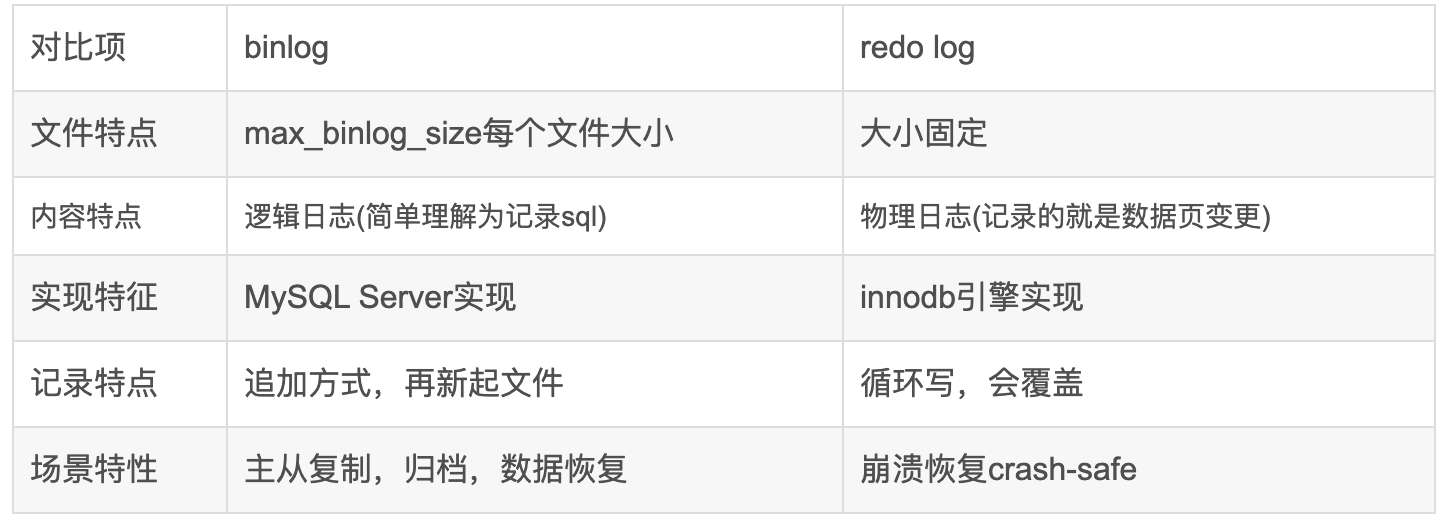 对比项 binlog redo log
文件特点 max_binlog_size每个文件大小 大小固定
内容特点 逻辑日志(简单理解为记录sql) 物理日志(记录的就是数据页变更)
实现特征 MySQL Server实现 innodb引擎实现
记录特点 追加方式，再新起文件 循环写，会覆盖
场景特性 主从复制，归档，数据恢复 崩溃恢复crash-safe